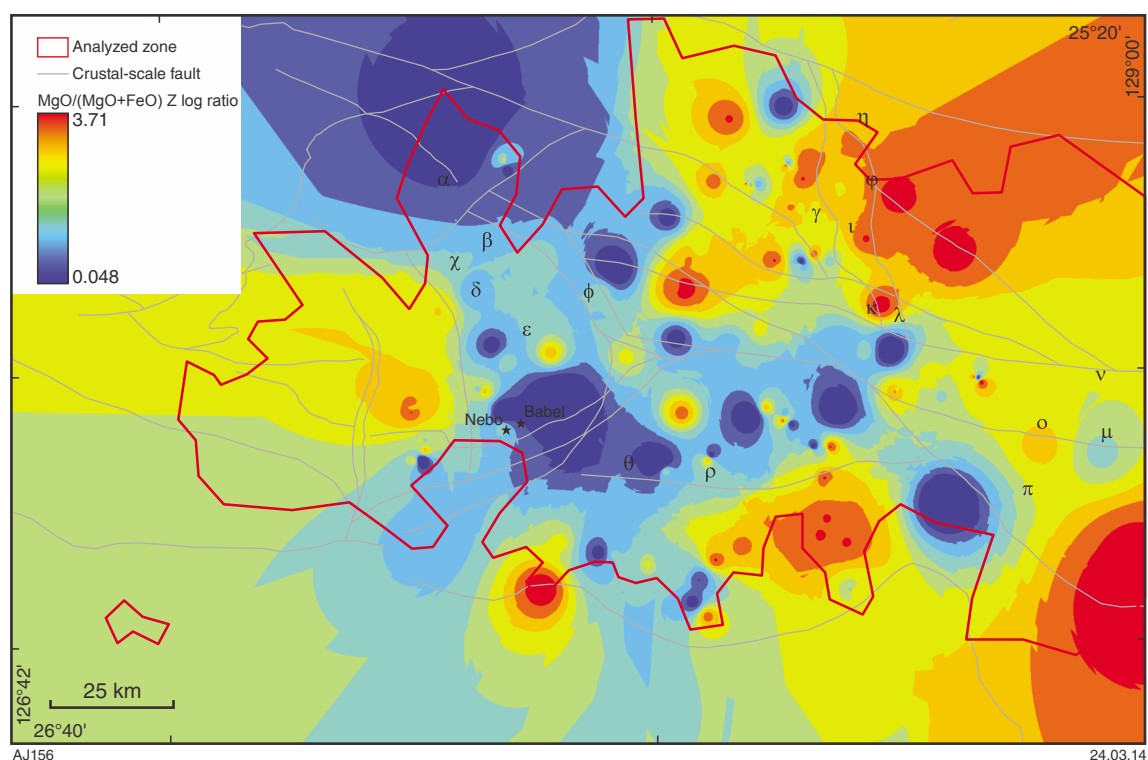 Analyzed zone
Crustal-scale fault
MgO/(MgO+FeO) Z log ratio
3.71
0.048
25°20'
129°00'
η
α
φ
γ
ι
β
χ
δ
ϕ
κ
λ
ε
ν
Nebo
Babel
ο
μ
θ
ρ
π
126°42'
25 km
26°40'
AJ156
24.03.14